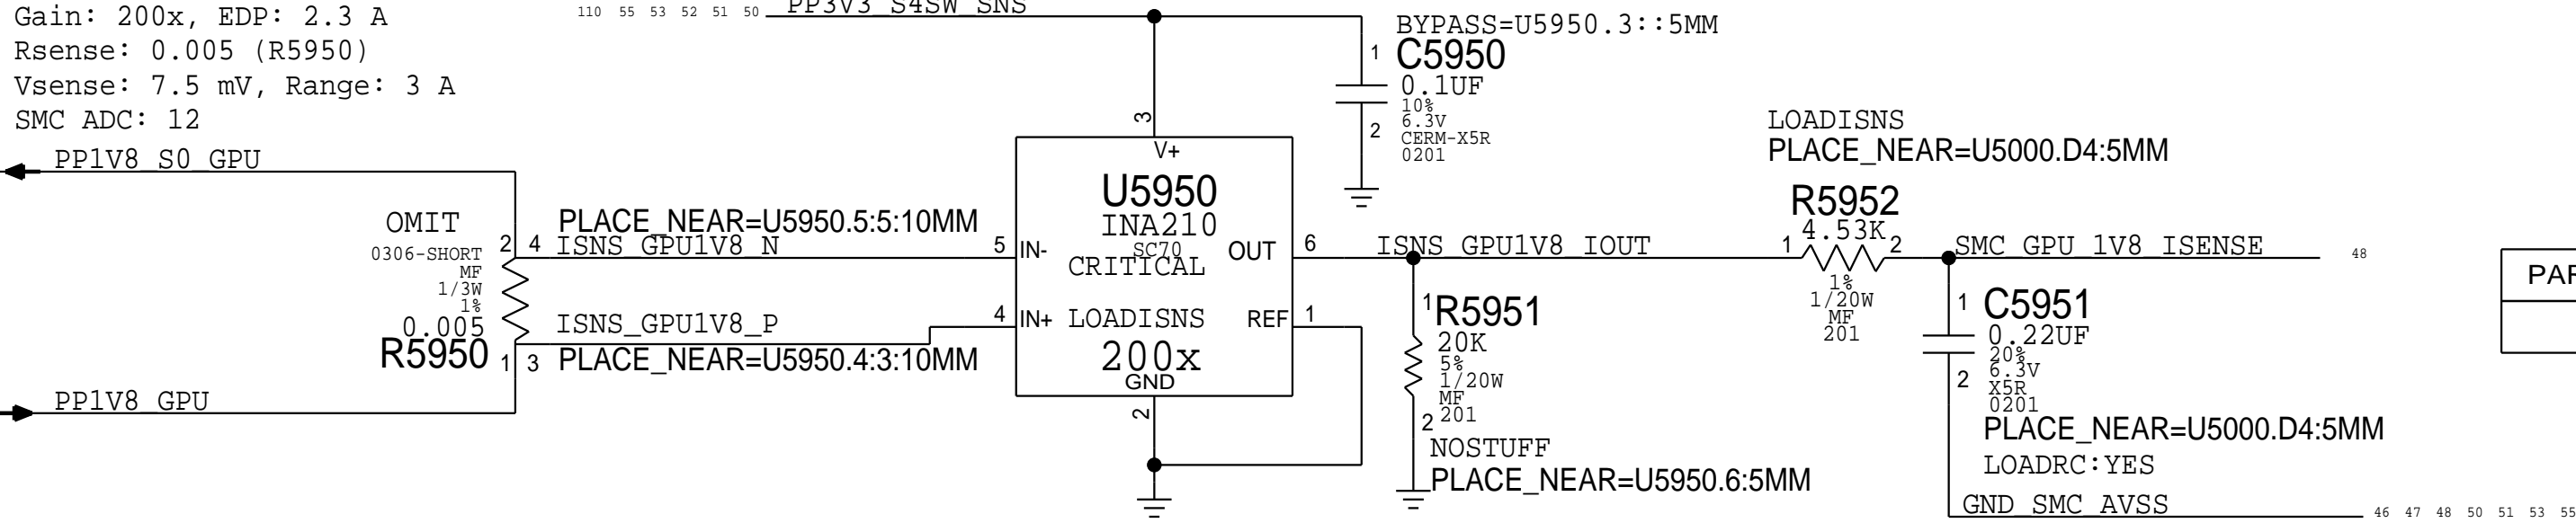 Gain: 200x, EDP: 2.3 A
Rsense: 0.005 (R5950)
Vsense: 7.5 mV, Range: 3 A
SMC ADC: 12
110 55 53 52 51 50 PP3V3_S4SW_SNS
BYPASS=U5950.3::5MM
1 C5950
0.1UF
10%
6.3V
2 CERM-X5R
0201
PP1V8_S0_GPU
PP1V8_GPU
OMIT
0306-SHORT
MF
1/3W
1%
0.005
R5950
2 4
1 3
PLACE_NEAR=U5950.5:5:10MM
ISNS_GPU1V8_N
ISNS_GPU1V8_P
PLACE_NEAR=U5950.4:3:10MM
3
V+
U5950
INA210
SC70
CRITICAL
5 IN-
OUT 6
4 IN+
LOADISNS
REF 1
200x
GND
2
ISNS_GPU1V8_IOUT
1 R5951
20K
5%
1/20W
MF
201
2
NOSTUFF
PLACE_NEAR=U5950.6:5MM
LOADISNS
PLACE_NEAR=U5000.D4:5MM
R5952
4.53K
1 2
1%
1/20W
MF
201
SMC_GPU_1V8_ISENSE 48
1 C5951
0.22UF
20%
6.3V
2 X5R
0201
PLACE_NEAR=U5000.D4:5MM
LOADRC:YES
GND_SMC_AVSS 46 47 48 50 51 53 55
PAR